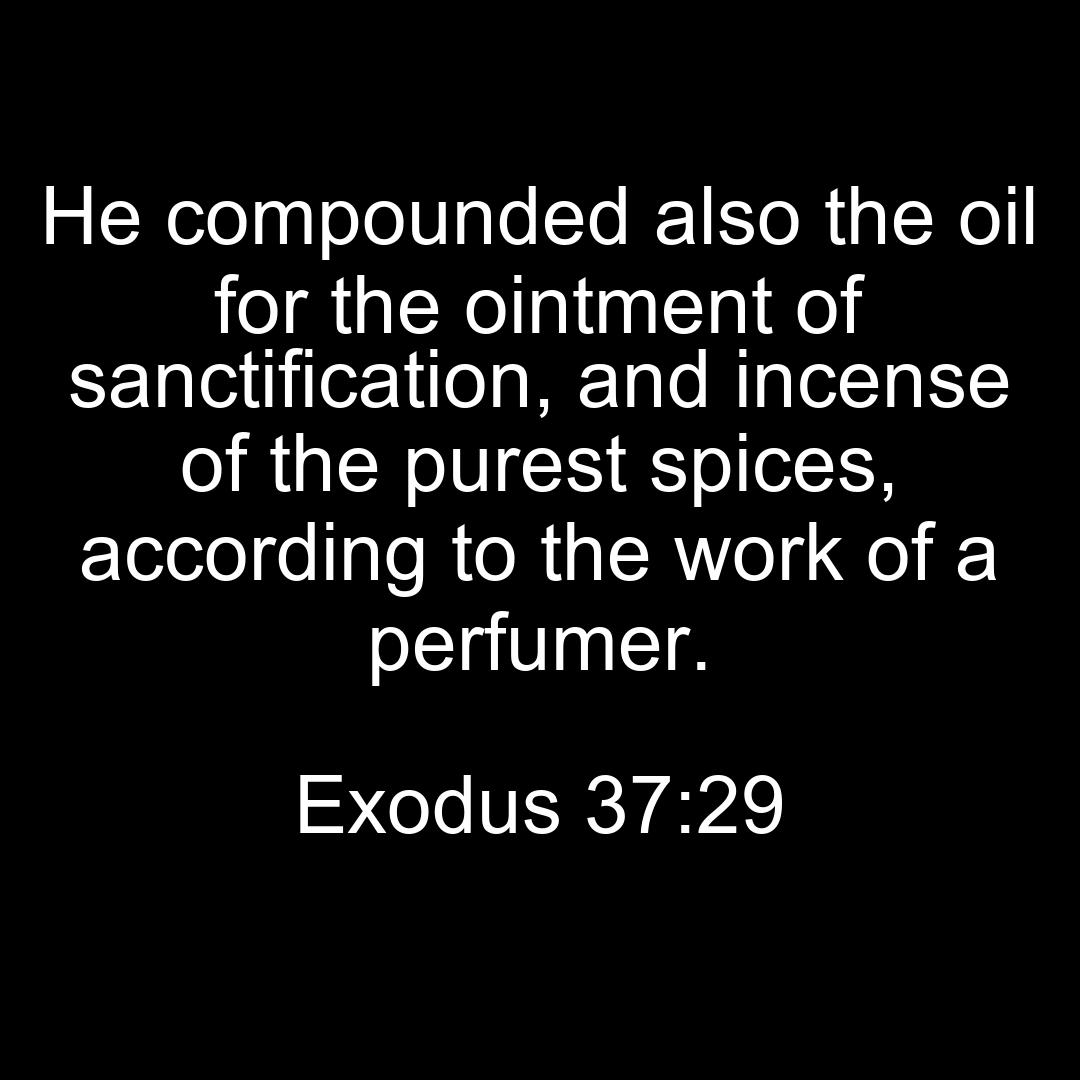 He compounded also the oil
for the ointment of
sanctification, and incense
of the purest spices,
according to the work of a
perfumer.
Exodus 37:29